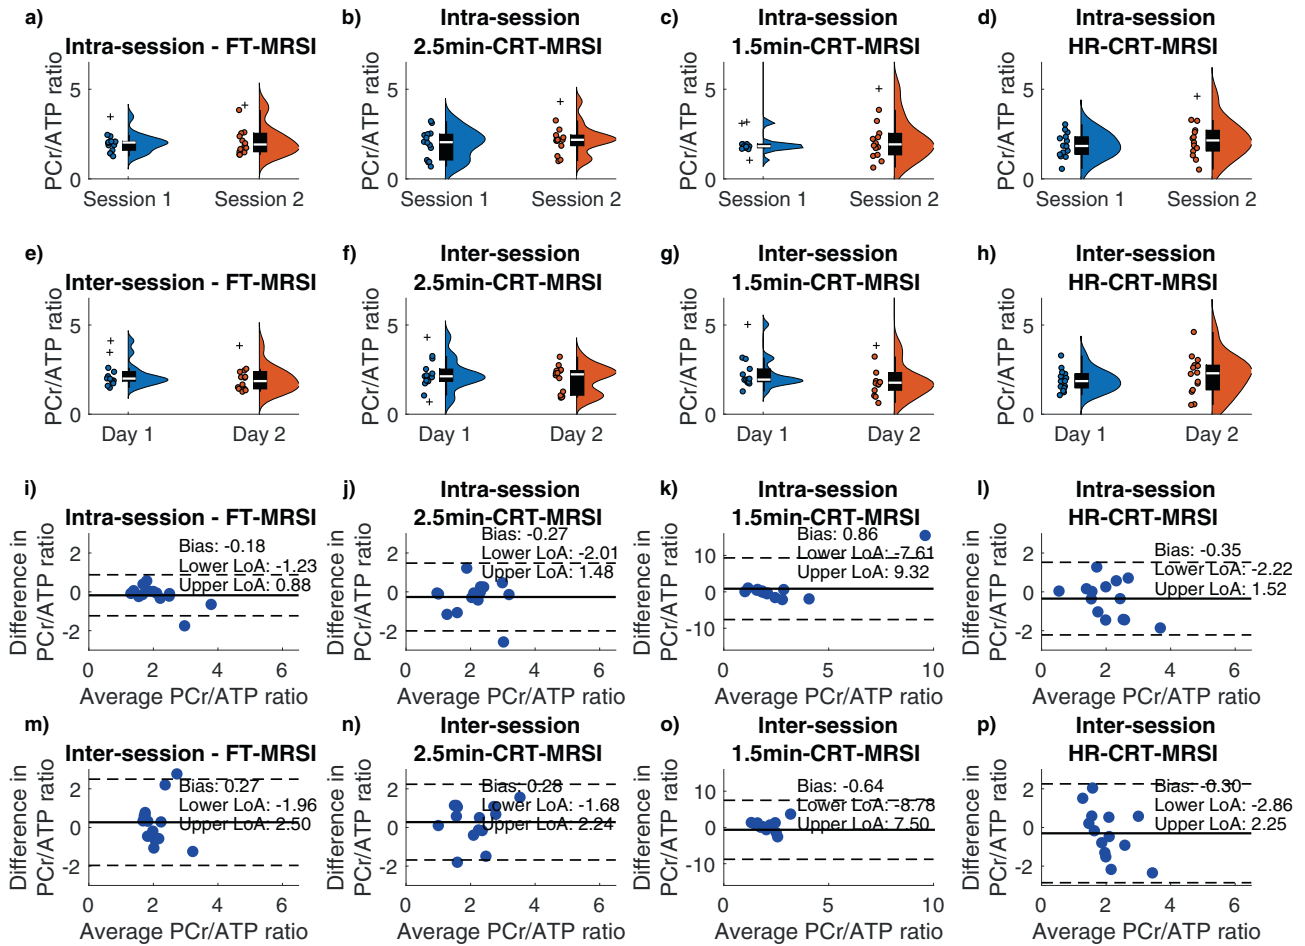 a)
Intra-session - FT-MRSI
PCr/ATP ratio
5
0
Session 1
Session 2
b)
Intra-session
2.5min-CRT-MRSI
PCr/ATP ratio
5
0
Session 1
Session 2
c)
Intra-session
1.5min-CRT-MRSI
PCr/ATP ratio
5
0
Session 1
Session 2
d)
Intra-session
HR-CRT-MRSI
PCr/ATP ratio
5
0
Session 1
Session 2
e)
Inter-session - FT-MRSI
PCr/ATP ratio
5
0
Day 1
Day 2
f)
Inter-session
2.5min-CRT-MRSI
PCr/ATP ratio
5
0
Day 1
Day 2
g)
Inter-session
1.5min-CRT-MRSI
PCr/ATP ratio
5
0
Day 1
Day 2
h)
Inter-session
HR-CRT-MRSI
PCr/ATP ratio
5
0
Day 1
Day 2
i)
Intra-session - FT-MRSI
Difference in
PCr/ATP ratio
2
0
-2
Bias: -0.18
Lower LoA: -1.23
Upper LoA: 0.88
0 2 4 6
Average PCr/ATP ratio
j)
Intra-session
2.5min-CRT-MRSI
Difference in
PCr/ATP ratio
2
0
-2
Bias: -0.27
Lower LoA: -2.01
Upper LoA: 1.48
0 2 4 6
Average PCr/ATP ratio
k)
Intra-session
1.5min-CRT-MRSI
Difference in
PCr/ATP ratio
10
0
-10
Bias: 0.86
Lower LoA: -7.61
Upper LoA: 9.32
0 5 10
Average PCr/ATP ratio
l)
Intra-session
HR-CRT-MRSI
Difference in
PCr/ATP ratio
2
0
-2
Bias: -0.35
Lower LoA: -2.22
Upper LoA: 1.52
0 2 4 6
Average PCr/ATP ratio
m)
Inter-session - FT-MRSI
Difference in
PCr/ATP ratio
2
0
-2
Bias: 0.27
Lower LoA: -1.96
Upper LoA: 2.50
0 2 4 6
Average PCr/ATP ratio
n)
Inter-session
2.5min-CRT-MRSI
Difference in
PCr/ATP ratio
2
0
-2
Bias: 0.28
Lower LoA: -1.68
Upper LoA: 2.24
0 2 4 6
Average PCr/ATP ratio
o)
Inter-session
1.5min-CRT-MRSI
Difference in
PCr/ATP ratio
10
0
-10
Bias: -0.64
Lower LoA: -8.78
Upper LoA: 7.50
0 5 10
Average PCr/ATP ratio
p)
Inter-session
HR-CRT-MRSI
Difference in
PCr/ATP ratio
2
0
-2
Bias: -0.30
Lower LoA: -2.86
Upper LoA: 2.25
0 2 4 6
Average PCr/ATP ratio